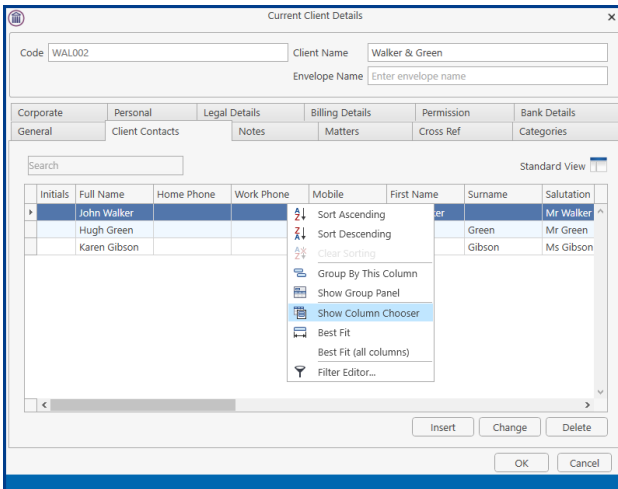 Current Client Details
Code WAL002 Client Name Walker & Green
Envelope Name Enter envelope name
Corporate Personal Legal Details Billing Details Permission Bank Details
General Client Contacts Notes Matters Cross Ref Categories
Search Standard View
Initials Full Name Home Phone Work Phone Mobile First Name Surname Salutation
John Walker er Mr Walker
Hugh Green Green Mr Green
Karen Gibson Gibson Ms Gibson
Sort Ascending
Sort Descending
Clear Sorting
Group By This Column
Show Group Panel
Show Column Chooser
Best Fit
Best Fit (all columns)
Filter Editor...
Insert Change Delete
OK Cancel